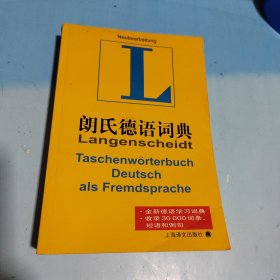 Neubearbeitung
L
朗氏德语词典
Langenscheidt
Taschenwörterbuch
Deutsch
als Fremdsprache
·全新德语学习词典
·收录30 000词条、
短语和例句
上海译文出版社